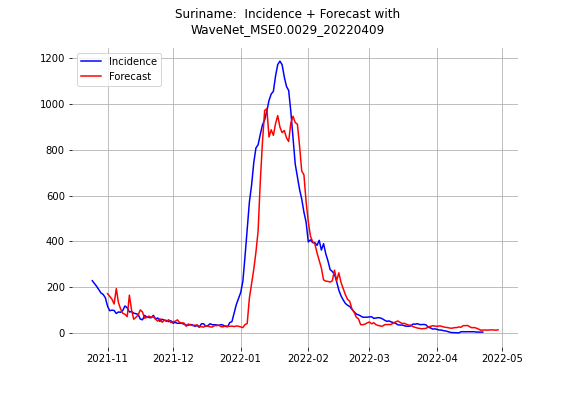 Suriname:  Incidence + Forecast with
WaveNet_MSE0.0029_20220409
Incidence
Forecast
1200
1000
800
600
400
200
0
2021-11 2021-12 2022-01 2022-02 2022-03 2022-04 2022-05